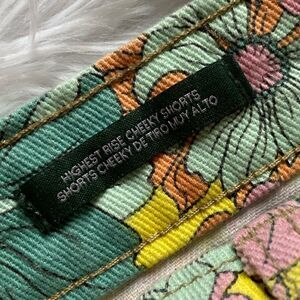 HIGHEST RISE CHEEKY SHORTS
SHORTS CHEEKY DE TIRO MUY ALTO